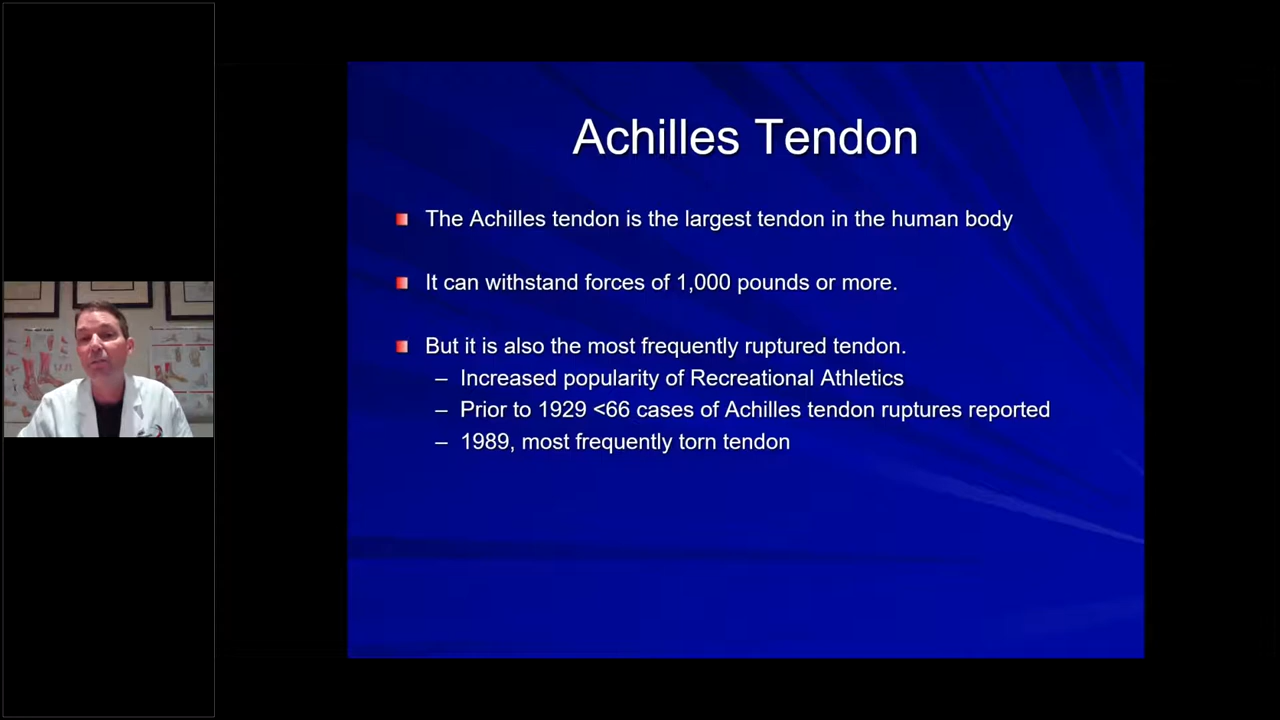 Achilles Tendon
The Achilles tendon is the largest tendon in the human body
It can withstand forces of 1,000 pounds or more.
But it is also the most frequently ruptured tendon.
– Increased popularity of Recreational Athletics
– Prior to 1929 <66 cases of Achilles tendon ruptures reported
– 1989, most frequently torn tendon